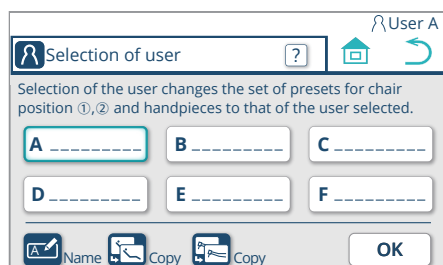 User A
Selection of user ?
Selection of the user changes the set of presets for chair
position ①,② and handpieces to that of the user selected.
A _________ B _________ C _________
D _________ E _________ F _________
A Name Copy Copy OK